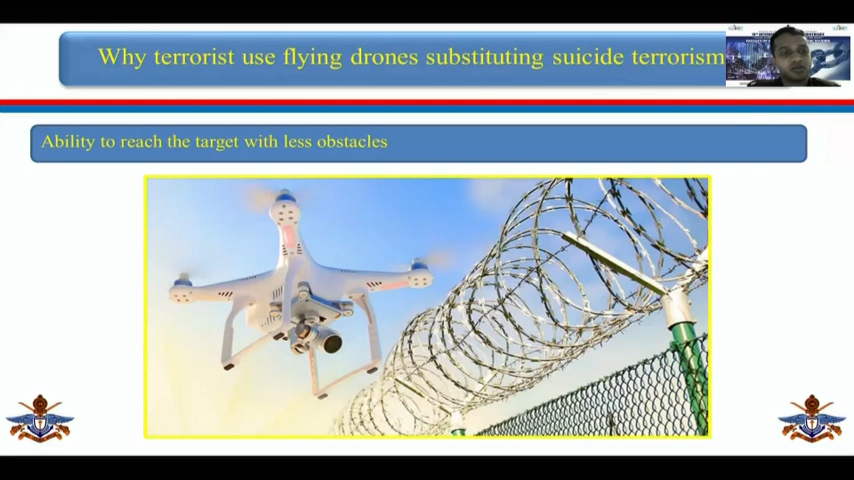 Why terrorist use flying drones substituting suicide terrorism
Ability to reach the target with less obstacles